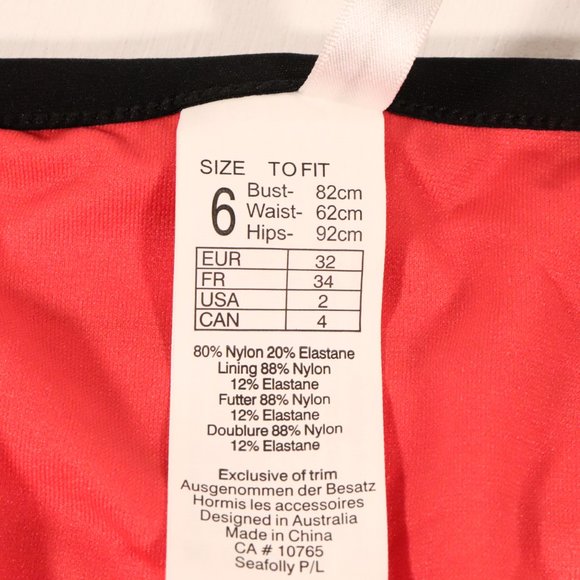 SIZE TO FIT
6 Bust- 82cm
Waist- 62cm
Hips- 92cm
EUR 32
FR 34
USA 2
CAN 4
80% Nylon 20% Elastane
Lining 88% Nylon
12% Elastane
Futter 88% Nylon
12% Elastane
Doublure 88% Nylon
12% Elastane
Exclusive of trim
Ausgenommen der Besatz
Hormis les accessoires
Designed in Australia
Made in China
CA # 10765
Seafolly P/L